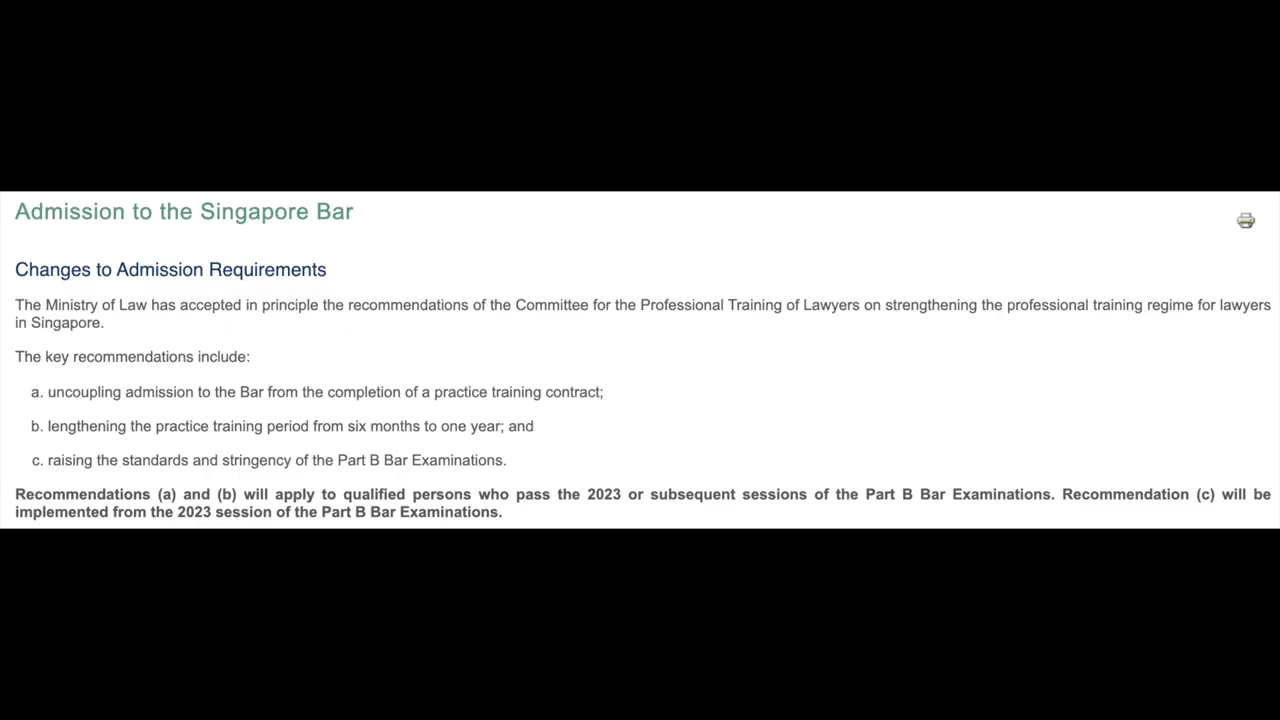 Admission to the Singapore Bar
Changes to Admission Requirements
The Ministry of Law has accepted in principle the recommendations of the Committee for the Professional Training of Lawyers on strengthening the professional training regime for lawyers
in Singapore.
The key recommendations include:
a. uncoupling admission to the Bar from the completion of a practice training contract;
b. lengthening the practice training period from six months to one year; and
c. raising the standards and stringency of the Part B Bar Examinations.
Recommendations (a) and (b) will apply to qualified persons who pass the 2023 or subsequent sessions of the Part B Bar Examinations. Recommendation (c) will be
implemented from the 2023 session of the Part B Bar Examinations.